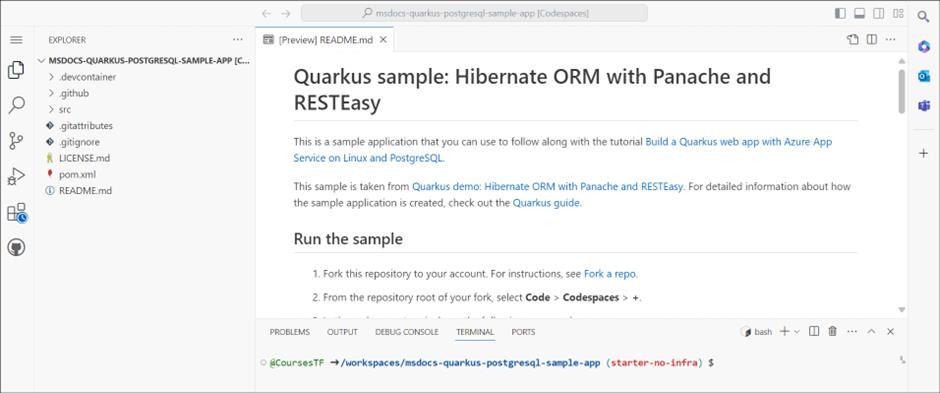 msdocs-quarkus-postgresql-sample-app [Codespaces]
EXPLORER
MSDOCS-QUARKUS-POSTGRESQL-SAMPLE-APP [C...
.devcontainer
.github
src
.gitattributes
.gitignore
LICENSE.md
pom.xml
README.md
[Preview] README.md
Quarkus sample: Hibernate ORM with Panache and
RESTEasy
This is a sample application that you can use to follow along with the tutorial Build a Quarkus web app with Azure App
Service on Linux and PostgreSQL.
This sample is taken from Quarkus demo: Hibernate ORM with Panache and RESTEasy. For detailed information about how
the sample application is created, check out the Quarkus guide.
Run the sample
1. Fork this repository to your account. For instructions, see Fork a repo.
2. From the repository root of your fork, select Code > Codespaces > +.
PROBLEMS OUTPUT DEBUG CONSOLE TERMINAL PORTS bash
@CoursesTF ➜/workspaces/msdocs-quarkus-postgresql-sample-app (starter-no-infra) $